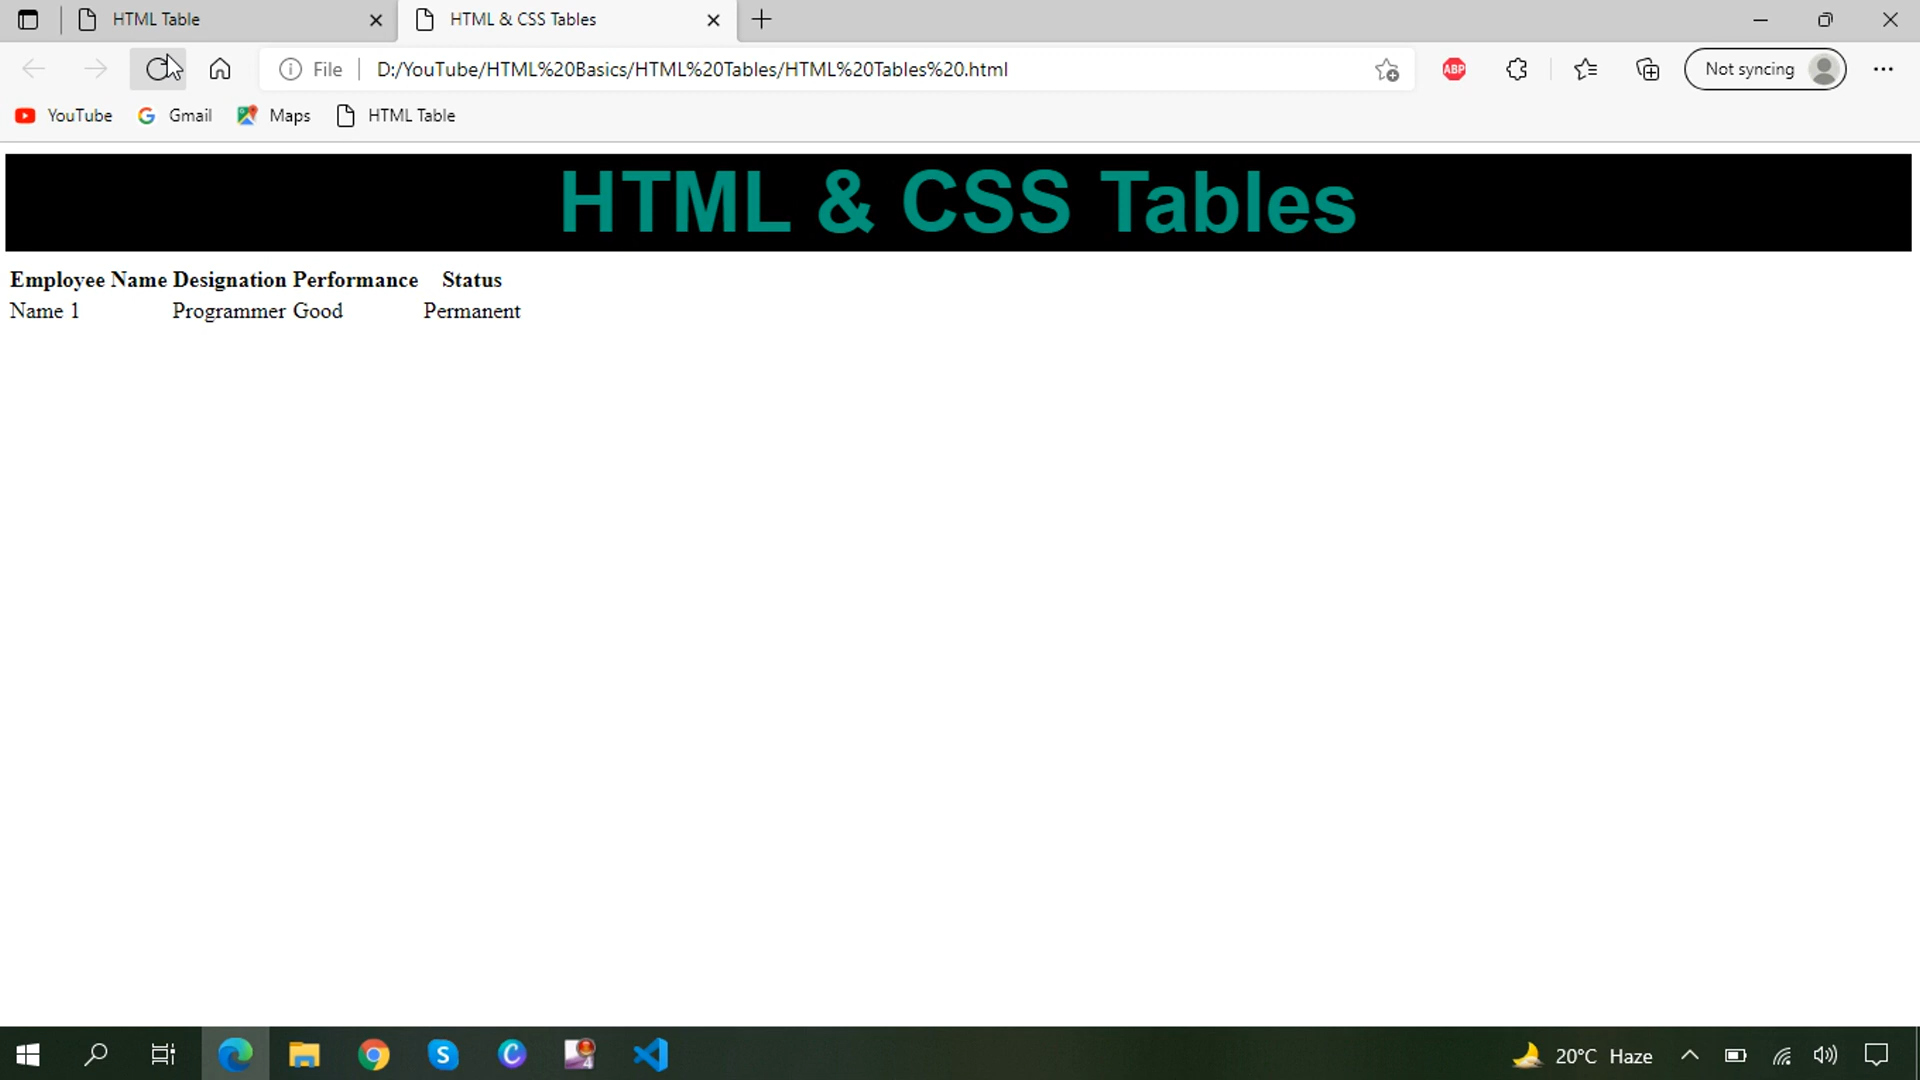 HTML Table
HTML & CSS Tables
File D:/YouTube/HTML%20Basics/HTML%20Tables/HTML%20Tables%20.html
ABP
Not syncing
YouTube Gmail Maps HTML Table
HTML & CSS Tables
Employee Name Designation Performance Status
Name 1 Programmer Good Permanent
20°C Haze